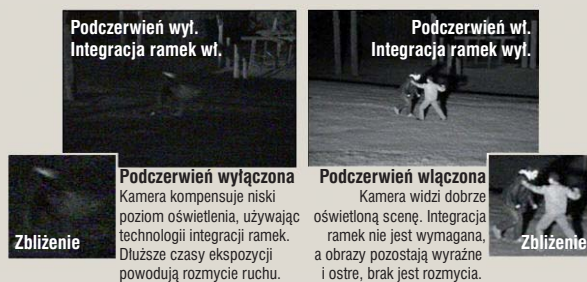 Podczerwień wył.
Integracja ramek wł.
Podczerwień wyłączona
Kamera kompensuje niski
poziom oświetlenia, używając
technologii integracji ramek.
Dłuższe czasy ekspozycji
powodują rozmycie ruchu.
Zbliżenie
Podczerwień wł.
Integracja ramek wył.
Podczerwień włączona
Kamera widzi dobrze
oświetloną scenę. Integracja
ramek nie jest wymagana,
a obrazy pozostają wyraźne
i ostre, brak jest rozmycia.
Zbliżenie